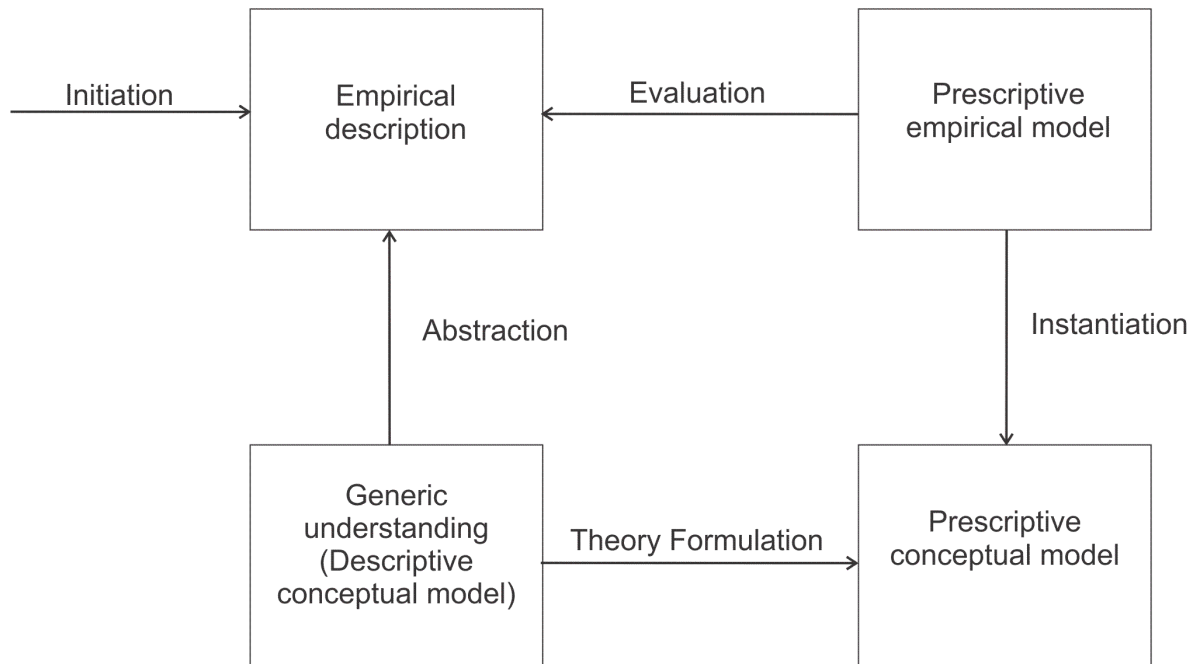 Initiation
Empirical
description
Evaluation
Prescriptive
empirical model
Abstraction
Instantiation
Generic
understanding
(Descriptive
conceptual model)
Theory Formulation
Prescriptive
conceptual model